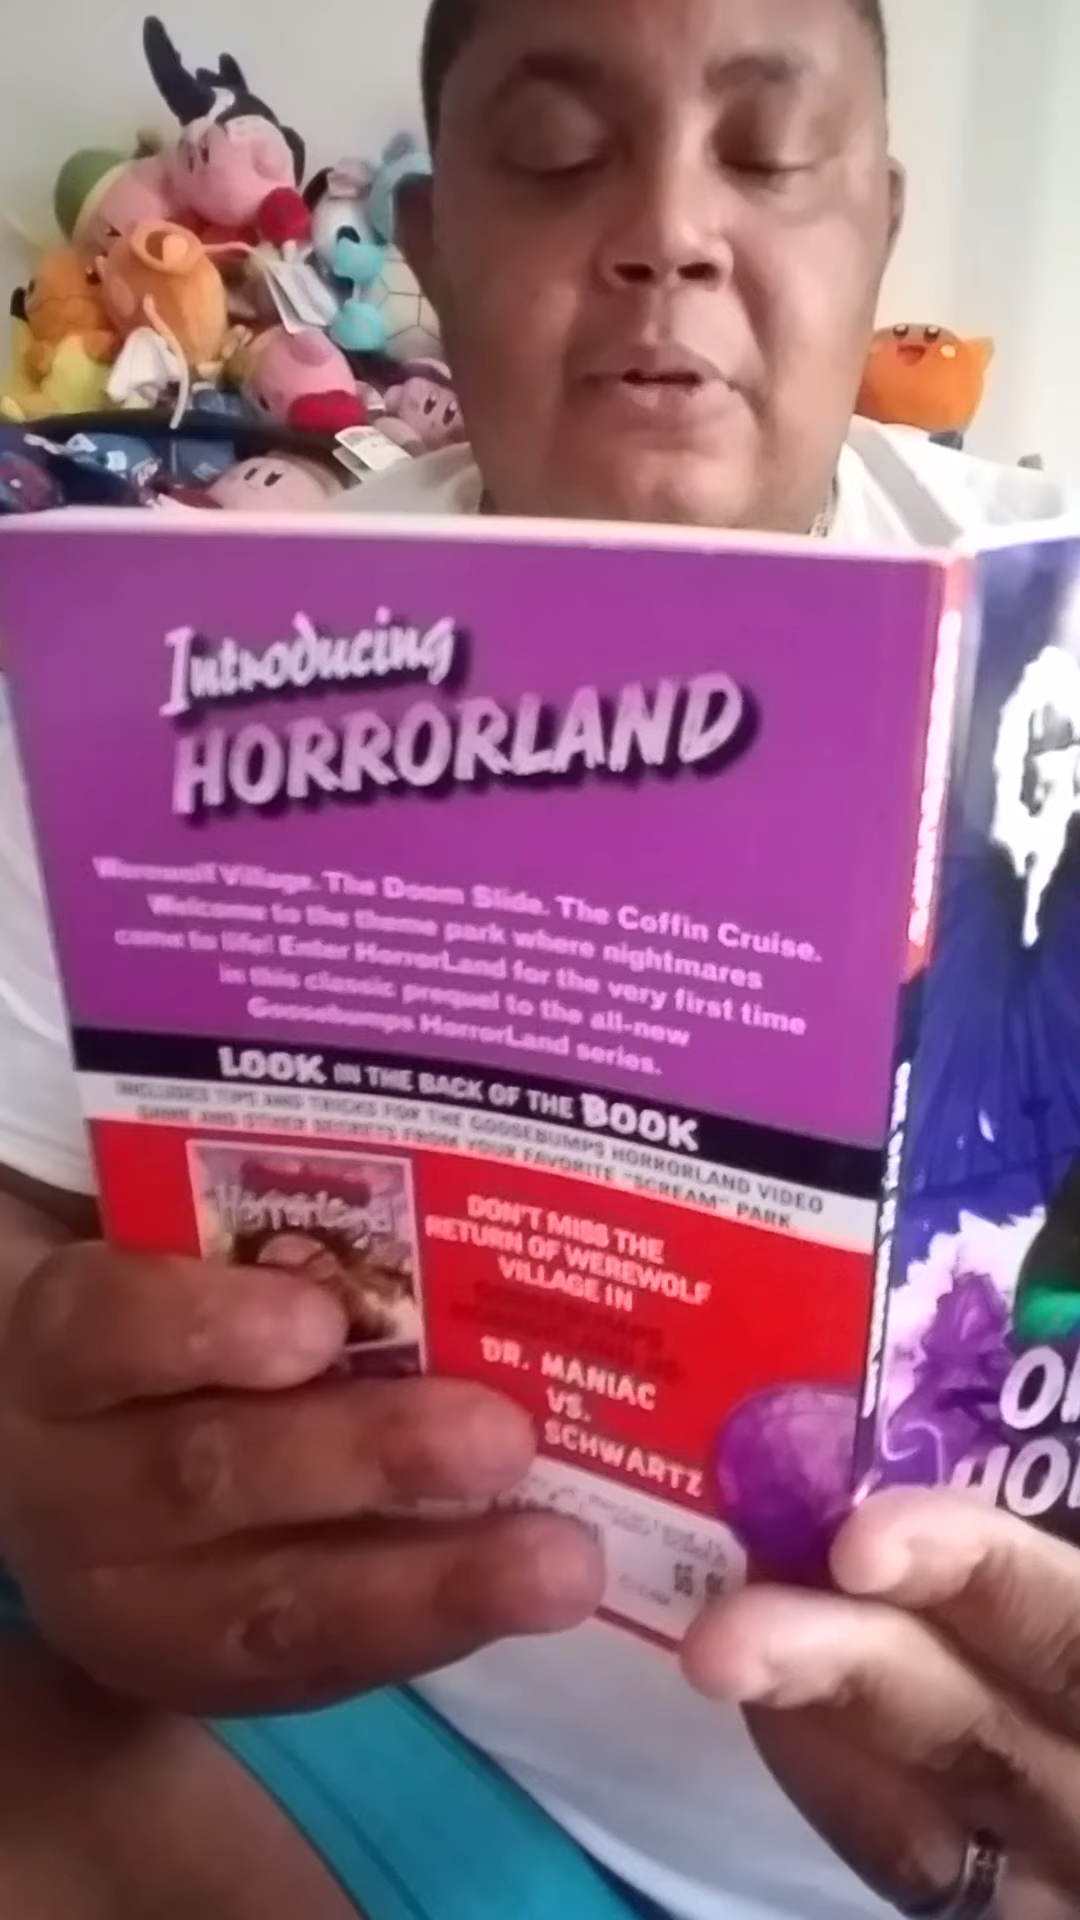 Introducing
HORRORLAND
Werewolf Village. The Doom Slide. The Coffin Cruise.
Welcome to the theme park where nightmares
come to life! Enter HorrorLand for the very first time
in this classic prequel to the all-new
Goosebumps HorrorLand series.
LOOK IN THE BACK OF THE BOOK
INCLUDES TIPS AND TRICKS FOR THE GOOSEBUMPS HORRORLAND VIDEO
GAME AND OTHER SECRETS FROM YOUR FAVORITE "SCREAM" PARK
HorrorLand
DON'T MISS THE
RETURN OF WEREWOLF
VILLAGE IN
DR. MANIAC
VS.
SCHWARTZ